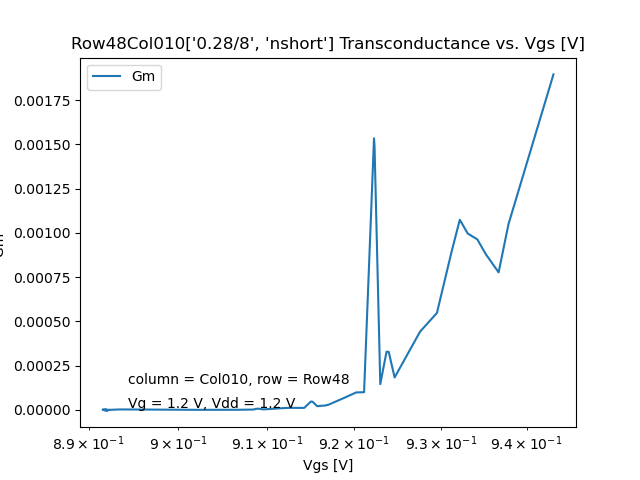 Row48Col010['0.28/8', 'nshort'] Transconductance vs. Vgs [V]
Gm
0.00175
0.00150
0.00125
0.00100
0.00075
0.00050
0.00025
0.00000
column = Col010, row = Row48
Vg = 1.2 V, Vdd = 1.2 V
8.9 × 10⁻¹ 9 × 10⁻¹ 9.1 × 10⁻¹ 9.2 × 10⁻¹ 9.3 × 10⁻¹ 9.4 × 10⁻¹
Vgs [V]